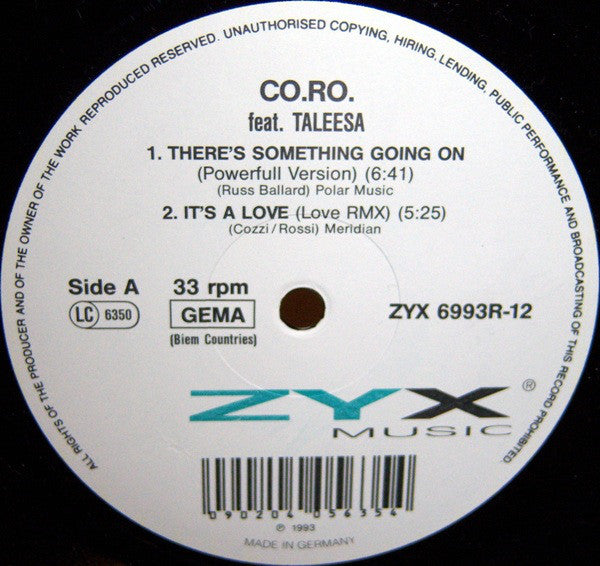 ALL RIGHTS OF THE PRODUCER AND OF THE OWNER OF THE WORK REPRODUCED RESERVED. UNAUTHORISED COPYING, HIRING, LENDING, PUBLIC PERFORMANCE AND BROADCASTING OF THIS RECORD PROHIBITED.
CO.RO.
feat. TALEESA
1. THERE'S SOMETHING GOING ON
(Powerfull Version) (6:41)
(Russ Ballard) Polar Music
2. IT'S A LOVE (Love RMX) (5:25)
(Cozzi/Rossi) Meridian
Side A 33 rpm
LC 6350 GEMA ZYX 6993R-12
(Biem Countries)
ZYX ®
MUSIC
090204 056354
℗ 1993
MADE IN GERMANY